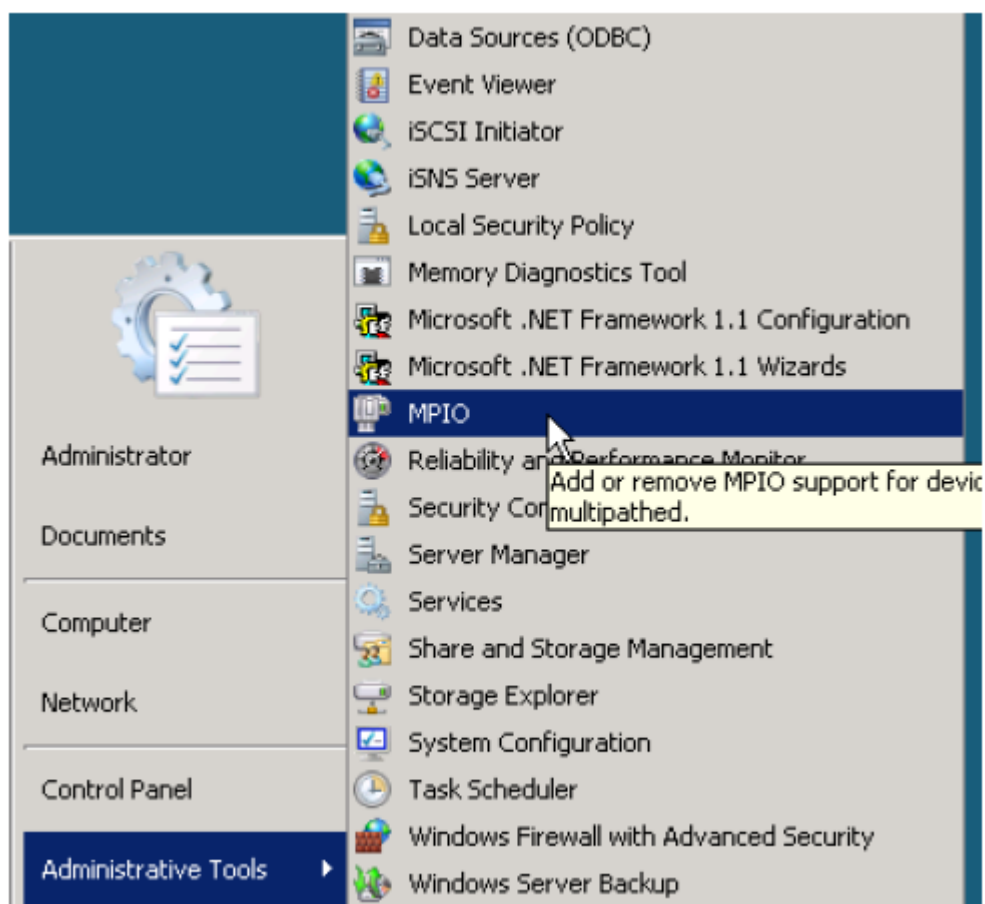 Data Sources (ODBC)
Event Viewer
iSCSI Initiator
iSNS Server
Local Security Policy
Memory Diagnostics Tool
Microsoft .NET Framework 1.1 Configuration
Microsoft .NET Framework 1.1 Wizards
MPIO
Reliability and Performance Monitor
Add or remove MPIO support for devic
multipathed.
Security Cor
Server Manager
Services
Share and Storage Management
Storage Explorer
System Configuration
Task Scheduler
Windows Firewall with Advanced Security
Windows Server Backup
Administrator
Documents
Computer
Network
Control Panel
Administrative Tools